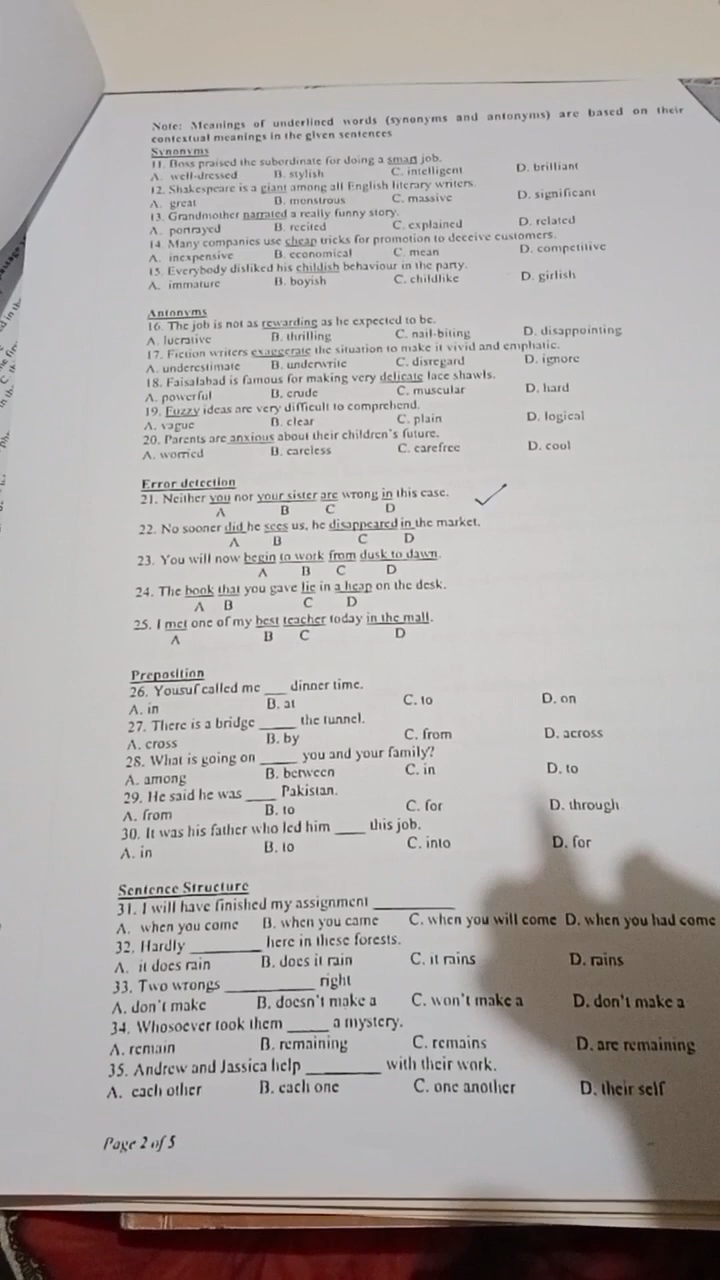 Note: Meanings of underlined words (synonyms and antonyms) are based on their
contextual meanings in the given sentences
Synonyms
11. Boss praised the subordinate for doing a smart job.
A. well-dressed B. stylish C. intelligent D. brilliant
12. Shakespeare is a giant among all English literary writers.
A. great B. monstrous C. massive D. significant
13. Grandmother narrated a really funny story.
A. portrayed B. recited C. explained D. related
14. Many companies use cheap tricks for promotion to deceive customers.
A. inexpensive B. economical C. mean D. competitive
15. Everybody disliked his childish behaviour in the party.
A. immature B. boyish C. childlike D. girlish
Antonyms
16. The job is not as rewarding as he expected to be.
A. lucrative B. thrilling C. nail-biting D. disappointing
17. Fiction writers exaggerate the situation to make it vivid and emphatic.
A. underestimate B. underwrite C. disregard D. ignore
18. Faisalabad is famous for making very delicate lace shawls.
A. powerful B. crude C. muscular D. hard
19. Fuzzy ideas are very difficult to comprehend.
A. vague B. clear C. plain D. logical
20. Parents are anxious about their children's future.
A. worried B. careless C. carefree D. cool
Error detection
21. Neither you nor your sister are wrong in this case.
A B C D
22. No sooner did he sees us, he disappeared in the market.
A B C D
23. You will now begin to work from dusk to dawn.
A B C D
24. The book that you gave lie in a heap on the desk.
A B C D
25. I met one of my best teacher today in the mall.
A B C D
Preposition
26. Yousuf called me ___ dinner time.
A. in B. at C. to D. on
27. There is a bridge _____ the tunnel.
A. cross B. by C. from D. across
28. What is going on _____ you and your family?
A. among B. between C. in D. to
29. He said he was ____ Pakistan.
A. from B. to C. for D. through
30. It was his father who led him ____ this job.
A. in B. to C. into D. for
Sentence Structure
31. I will have finished my assignment __________
A. when you come B. when you came C. when you will come D. when you had come
32. Hardly _________ here in these forests.
A. it does rain B. does it rain C. it rains D. rains
33. Two wrongs ___________ right
A. don't make B. doesn't make a C. won't make a D. don't make a
34. Whosoever took them _____ a mystery.
A. remain B. remaining C. remains D. are remaining
35. Andrew and Jassica help _________ with their work.
A. each other B. each one C. one another D. their self
Page 2 of 5